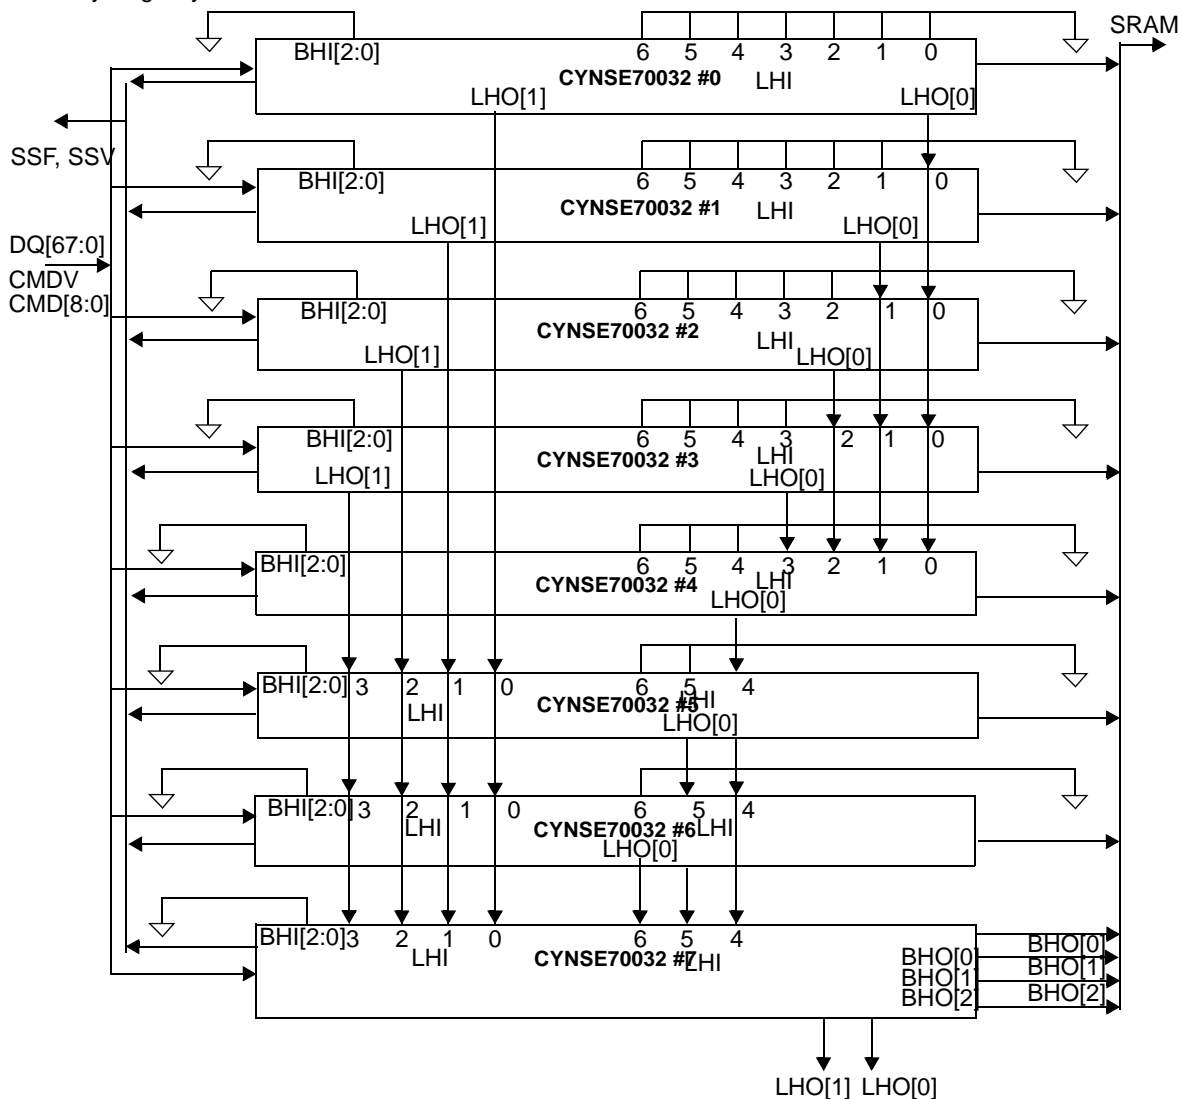 SRAM
BHI[2:0] 6 5 4 3 2 1 0
CYNSE70032 #0 LHI
LHO[1] LHO[0]
SSF, SSV
BHI[2:0] 6 5 4 3 2 1 0
CYNSE70032 #1 LHI
LHO[1] LHO[0]
DQ[67:0]
CMDV
CMD[8:0]
BHI[2:0] 6 5 4 3 2 1 0
CYNSE70032 #2 LHI
LHO[1] LHO[0]
BHI[2:0] 6 5 4 3 2 1 0
CYNSE70032 #3 LHI
LHO[1] LHO[0]
BHI[2:0] 6 5 4 3 2 1 0
CYNSE70032 #4 LHI
LHO[0]
BHI[2:0] 3 2 1 0 6 5 4
LHI CYNSE70032 #5 LHI
LHO[0]
BHI[2:0] 3 2 1 0 6 5 4
LHI CYNSE70032 #6 LHI
LHO[0]
BHI[2:0] 3 2 1 0 6 5 4
LHI CYNSE70032 #7 LHI
BHO[0] BHO[0]
BHO[1] BHO[1]
BHO[2] BHO[2]
LHO[1] LHO[0]